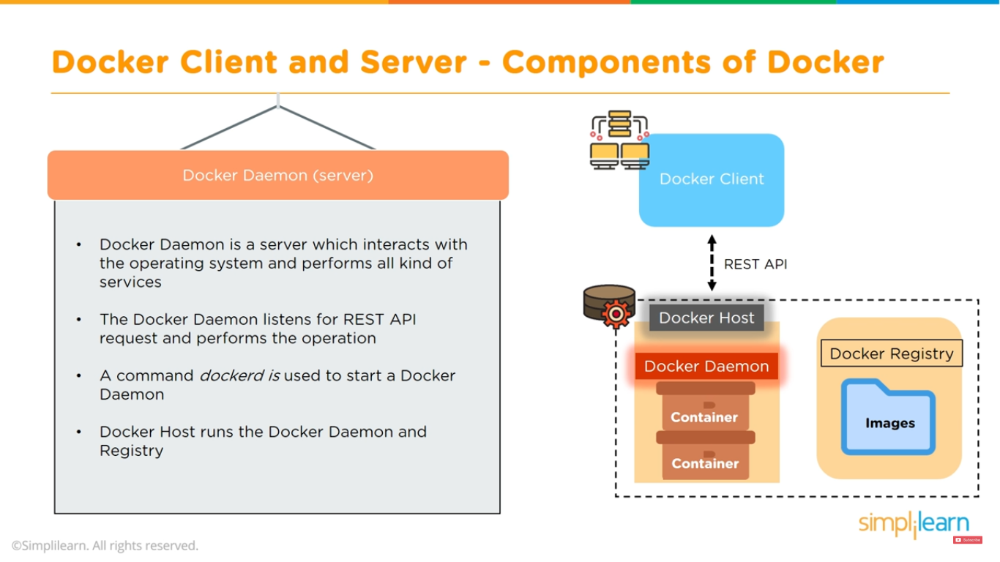 Docker Client and Server - Components of Docker
Docker Daemon (server)
• Docker Daemon is a server which interacts with
the operating system and performs all kind of
services
• The Docker Daemon listens for REST API
request and performs the operation
• A command dockerd is used to start a Docker
Daemon
• Docker Host runs the Docker Daemon and
Registry
Docker Client
REST API
Docker Host
Docker Daemon
Container
Container
Docker Registry
Images
simplilearn
Subscribe
©Simplilearn. All rights reserved.